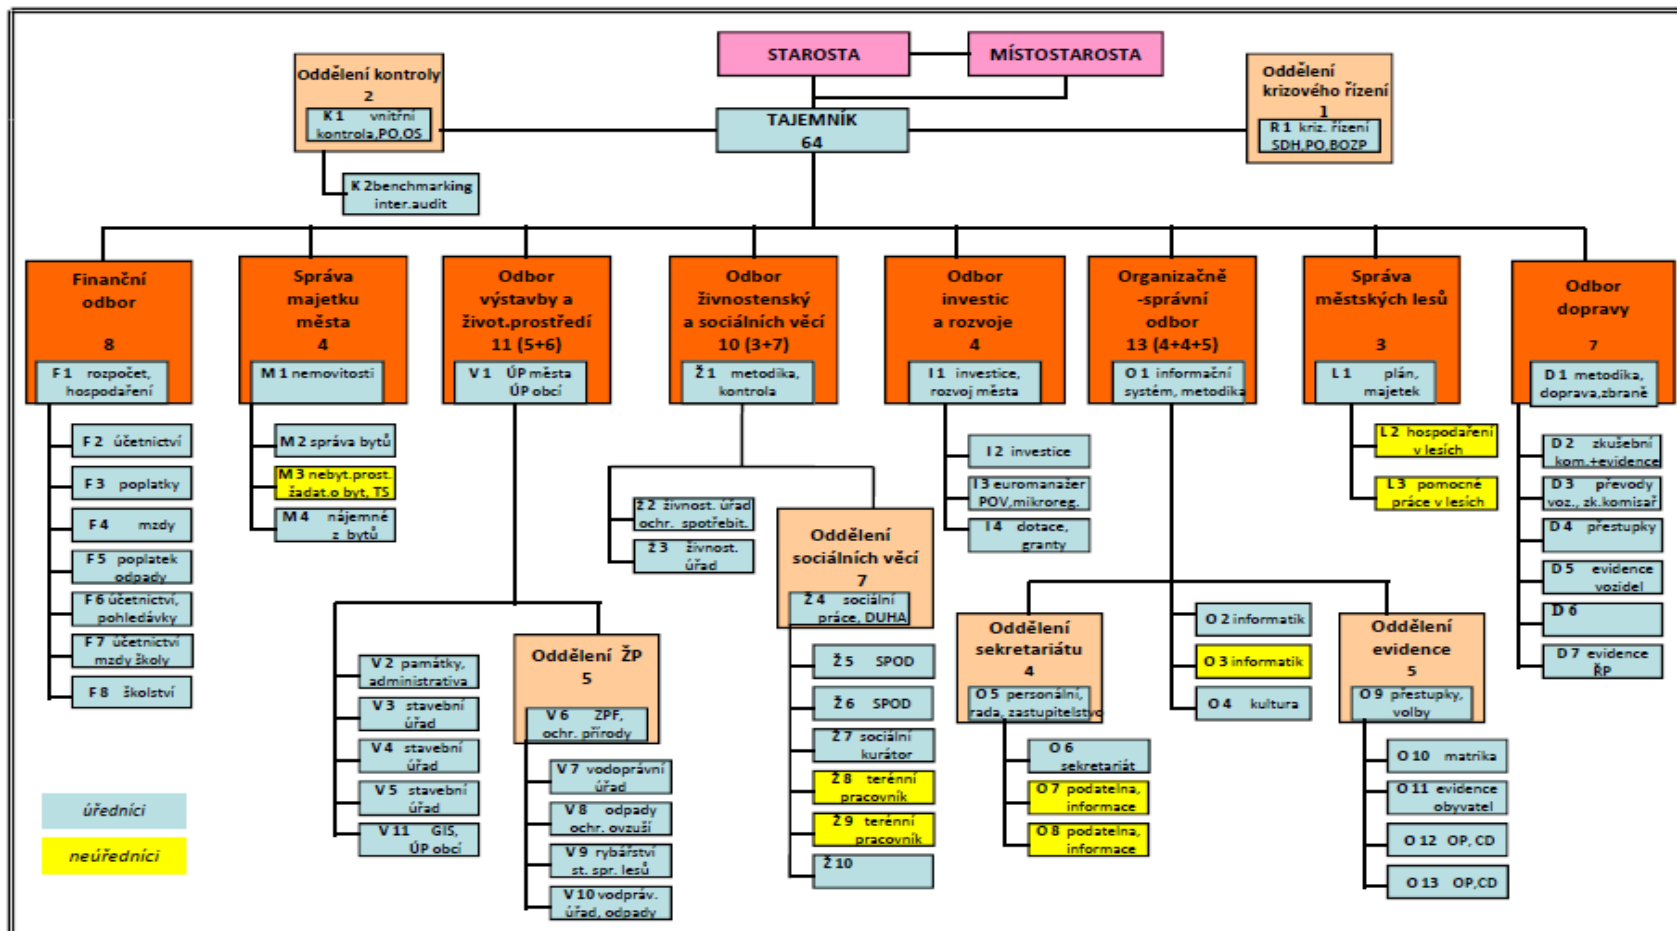 STAROSTA
MÍSTOSTAROSTA
Oddělení kontroly
2
K 1 vnitřní
kontrola,PO,OS
K 2 benchmarking
inter.audit
TAJEMNÍK
64
Oddělení
krizového řízení
1
R 1 kriz. řízení
SDH,PO,BOZP
Finanční
odbor
8
F 1 rozpočet,
hospodaření
F 2 účetnictví
F 3 poplatky
F 4 mzdy
F 5 poplatek
odpady
F 6 účetnictví,
pohledávky
F 7 účetnictví
mzdy školy
F 8 školství
Správa
majetku
města
4
M 1 nemovitosti
M 2 správa bytů
M 3 nebyt.prost.
žadat.o byt, TS
M 4 nájemné
z bytů
Odbor
výstavby a
život.prostředí
11 (5+6)
V 1 ÚP města
ÚP obcí
V 2 památky,
administrativa
V 3 stavební
úřad
V 4 stavební
úřad
V 5 stavební
úřad
V 11 GIS,
ÚP obcí
Oddělení ŽP
5
V 6 ZPF,
ochr. přírody
V 7 vodoprávní
úřad
V 8 odpady
ochr. ovzuší
V 9 rybářství
st. spr. lesů
V 10 vodpráv.
úřad, odpady
Odbor
živnostenský
a sociálních věcí
10 (3+7)
Ž 1 metodika,
kontrola
Ž 2 živnost. úřad
ochr. spotřebit.
Ž 3 živnost.
úřad
Oddělení
sociálních věcí
7
Ž 4 sociální
práce, DUHA
Ž 5 SPOD
Ž 6 SPOD
Ž 7 sociální
kurátor
Ž 8 terénní
pracovník
Ž 9 terénní
pracovník
Ž 10
Odbor
investic
a rozvoje
4
I 1 investice,
rozvoj města
I 2 investice
I 3 euromanažer
POV,mikroreg.
I 4 dotace,
granty
Organizačně
-správní
odbor
13 (4+4+5)
O 1 informační
systém, metodika
Oddělení
sekretariátu
4
O 5 personální,
rada, zastupitelstvo
O 6
sekretariát
O 7 podatelna,
informace
O 8 podatelna,
informace
O 2 informatik
O 3 informatik
O 4 kultura
Oddělení
evidence
5
O 9 přestupky,
volby
O 10 matrika
O 11 evidence
obyvatel
O 12 OP, CD
O 13 OP,CD
Správa
městských lesů
3
L 1 plán,
majetek
L 2 hospodaření
v lesích
L 3 pomocné
práce v lesích
Odbor
dopravy
7
D 1 metodika,
doprava,zbraně
D 2 zkušební
kom.+evidence
D 3 převody
voz., zk.komisař
D 4 přestupky
D 5 evidence
vozidel
D 6
D 7 evidence
ŘP
úředníci
neúředníci